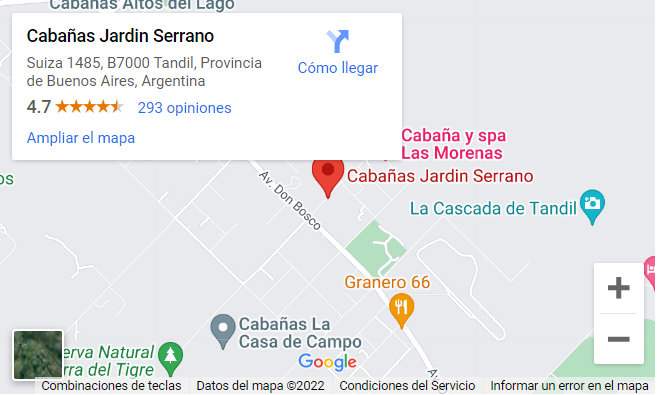 Cabañas Altos del Lago
Cabañas Jardin Serrano
Suiza 1485, B7000 Tandil, Provincia
de Buenos Aires, Argentina
Cómo llegar
4.7
293 opiniones
Ampliar el mapa
Cabaña y spa
Las Morenas
Cabañas Jardin Serrano
Av. Don Bosco
La Cascada de Tandil
Granero 66
Cabañas La
Casa de Campo
Google
erva Natural
rra del Tigre
Combinaciones de teclas
Datos del mapa ©2022
Condiciones del Servicio
Informar un error en el mapa